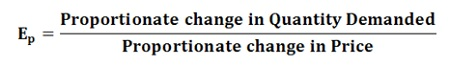 Proportionate change in Quantity Demanded
Eₚ =
Proportionate change in Price